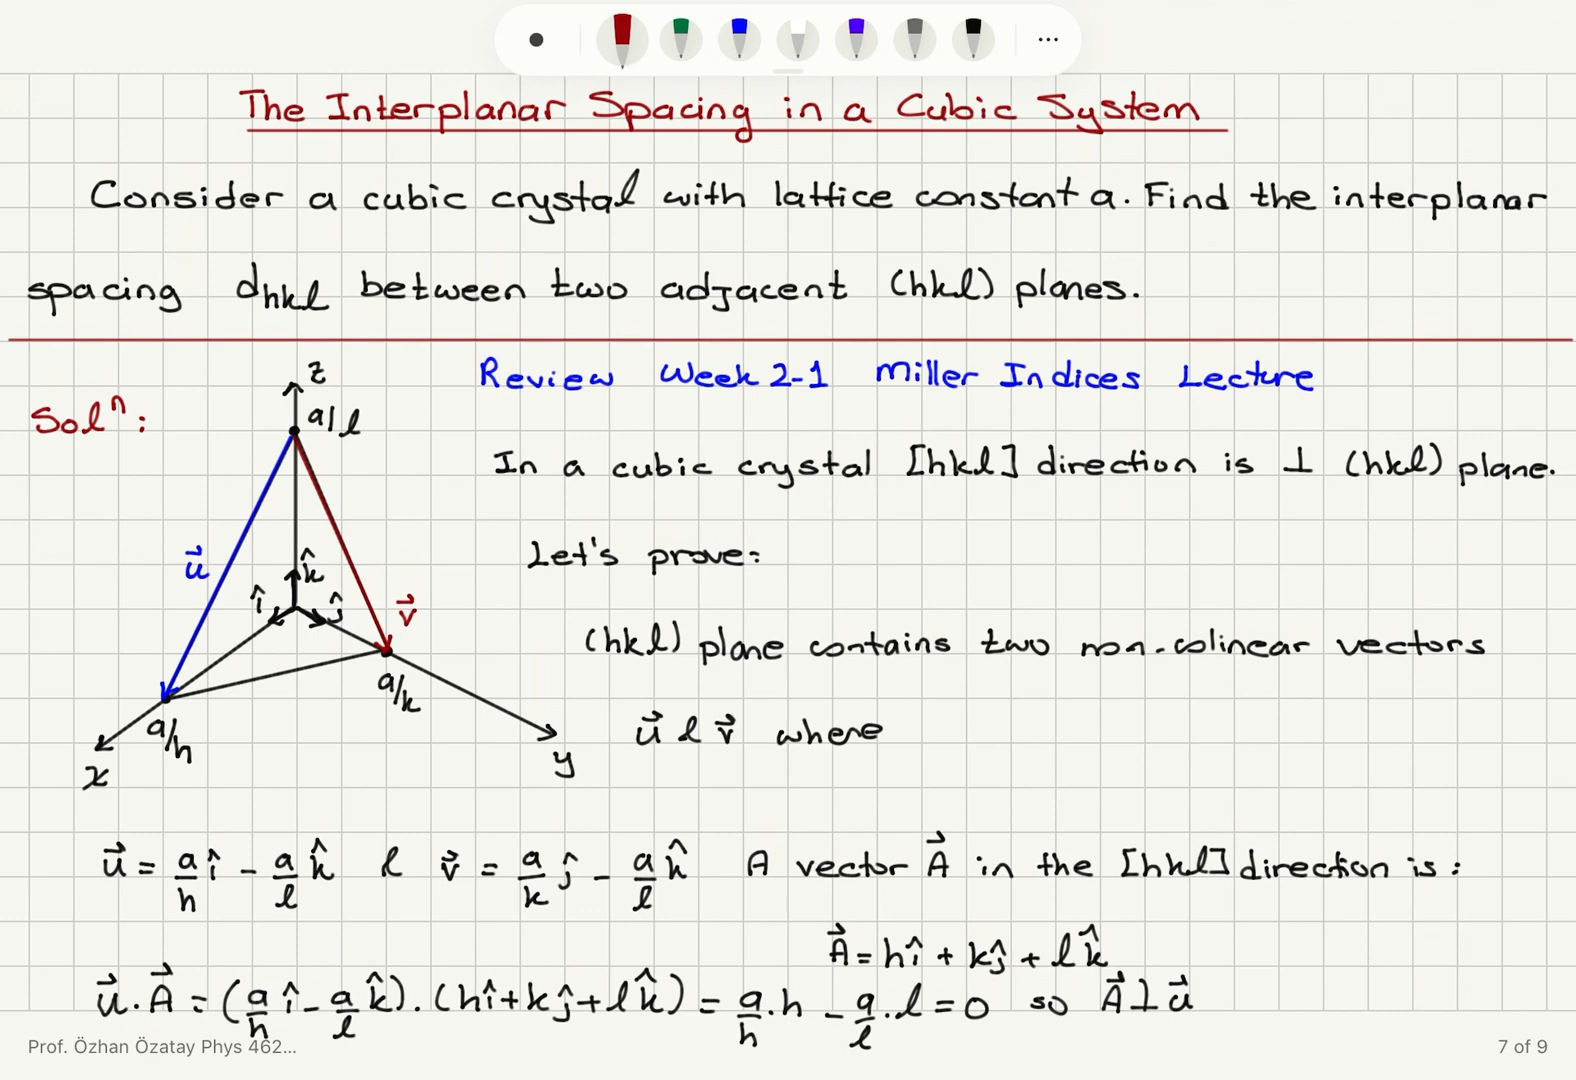 The Interplanar Spacing in a Cubic System
Consider a cubic crystal with lattice constant a. Find the interplanar
spacing dhkl between two adjacent (hkl) planes.
Review Week 2-1 Miller Indices Lecture
Solⁿ:
z
a/l
In a cubic crystal [hkl] direction is ⊥ (hkl) plane.
u⃗
k̂
î
ĵ
v⃗
Let's prove:
(hkl) plane contains two non-colinear vectors
a/k
a/h
x
y
u⃗ & v⃗ where
u⃗ = a/h î - a/l k̂ & v⃗ = a/k ĵ - a/l k̂ A vector A⃗ in the [hkl] direction is:
A⃗ = hî + kĵ + lk̂
u⃗.A⃗ = (a/h î - a/l k̂).(hî+kĵ+lk̂) = a/h.h - a/l.l = 0 so A⃗⊥u⃗
Prof. Özhan Özatay Phys 462...
7 of 9